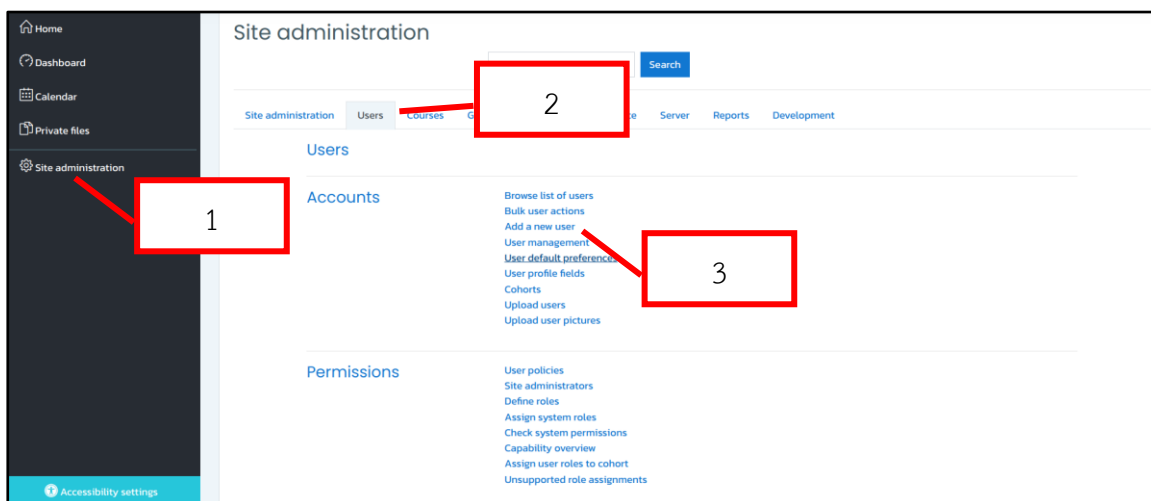 Home
Dashboard
Calendar
Private files
Site administration
Accessibility settings
Site administration
Search
Site administration Users Courses Server Reports Development
Users
Accounts
Browse list of users
Bulk user actions
Add a new user
User management
User default preferences
User profile fields
Cohorts
Upload users
Upload user pictures
Permissions
User policies
Site administrators
Define roles
Assign system roles
Check system permissions
Capability overview
Assign user roles to cohort
Unsupported role assignments
1
2
3